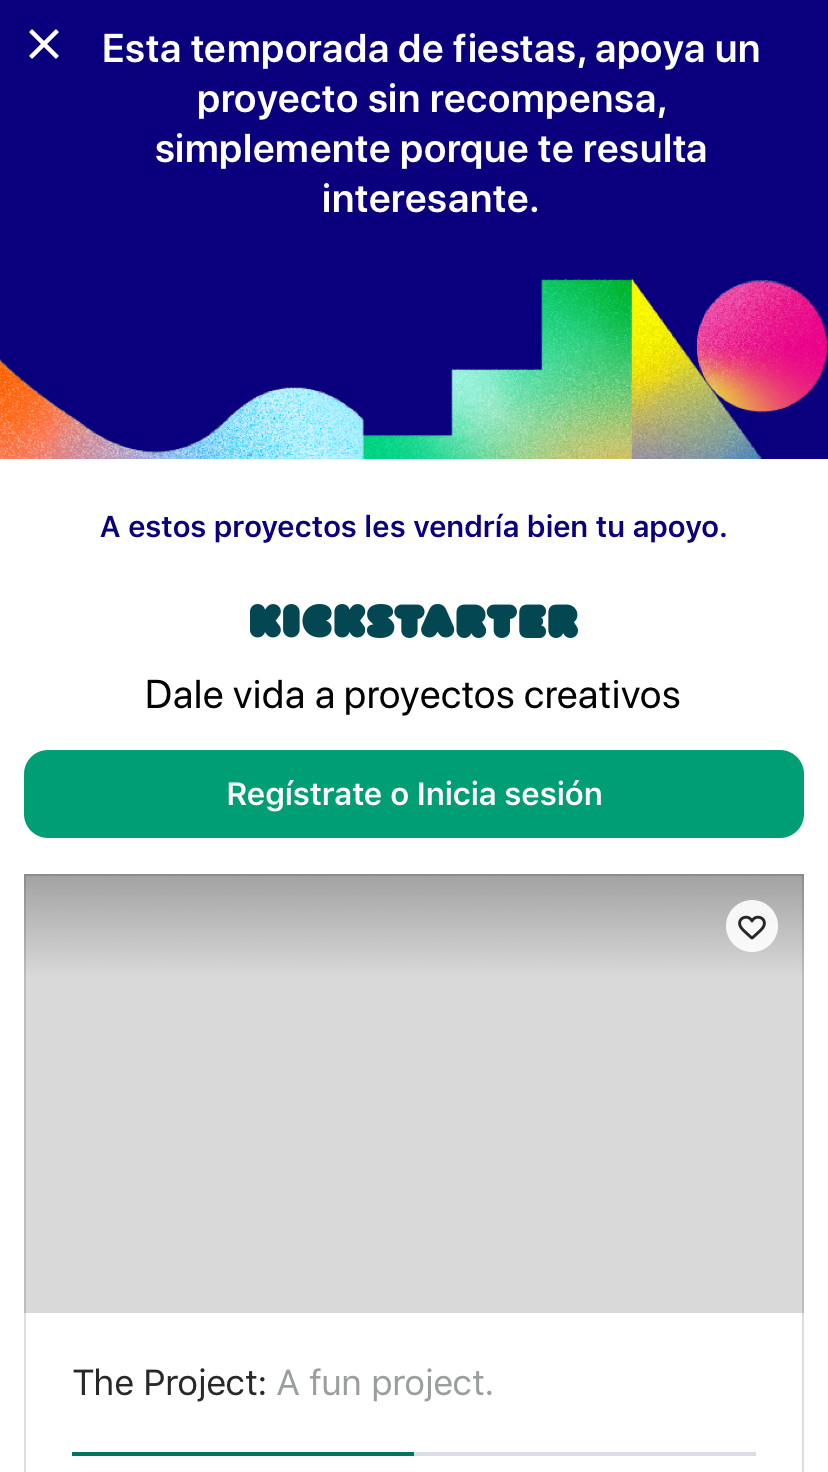 Esta temporada de fiestas, apoya un
proyecto sin recompensa,
simplemente porque te resulta
interesante.
A estos proyectos les vendría bien tu apoyo.
KICKSTARTER
Dale vida a proyectos creativos
Regístrate o Inicia sesión
The Project: A fun project.